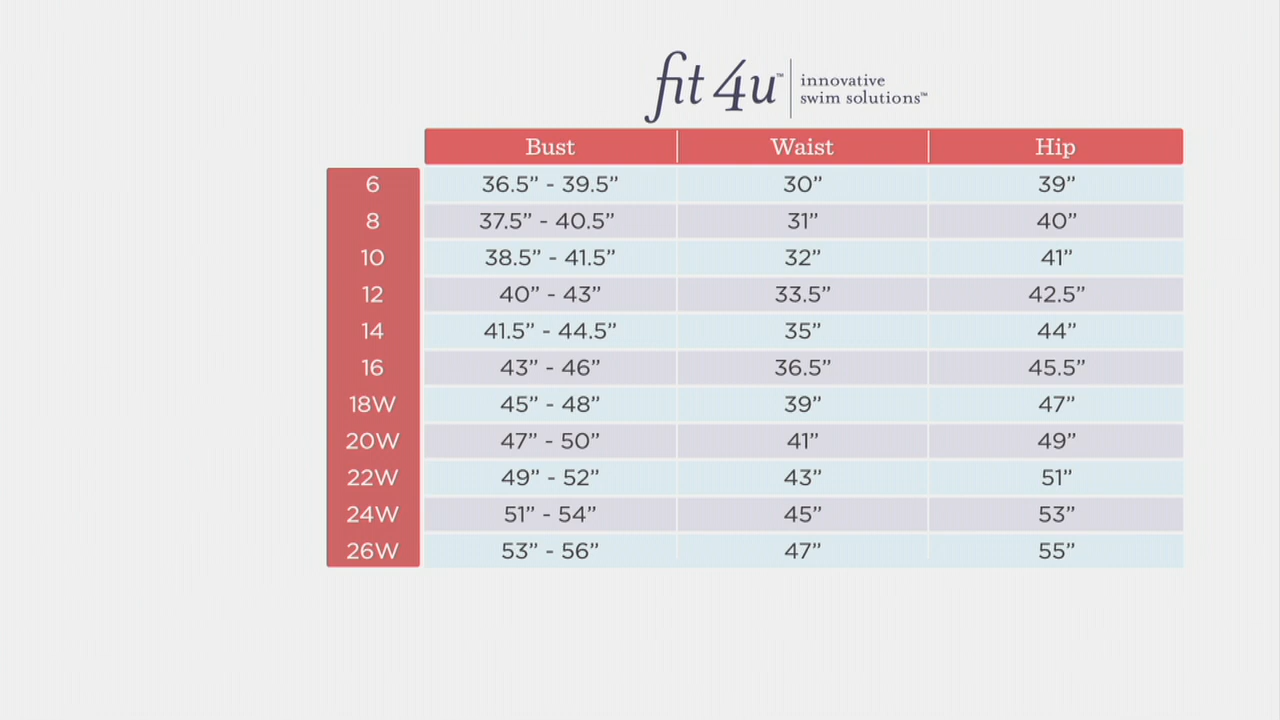 fit 4u™ innovative
swim solutions™
Bust Waist Hip
6 36.5” - 39.5” 30” 39”
8 37.5” - 40.5” 31” 40”
10 38.5” - 41.5” 32” 41”
12 40” - 43” 33.5” 42.5”
14 41.5” - 44.5” 35” 44”
16 43” - 46” 36.5” 45.5”
18W 45” - 48” 39” 47”
20W 47” - 50” 41” 49”
22W 49” - 52” 43” 51”
24W 51” - 54” 45” 53”
26W 53” - 56” 47” 55”